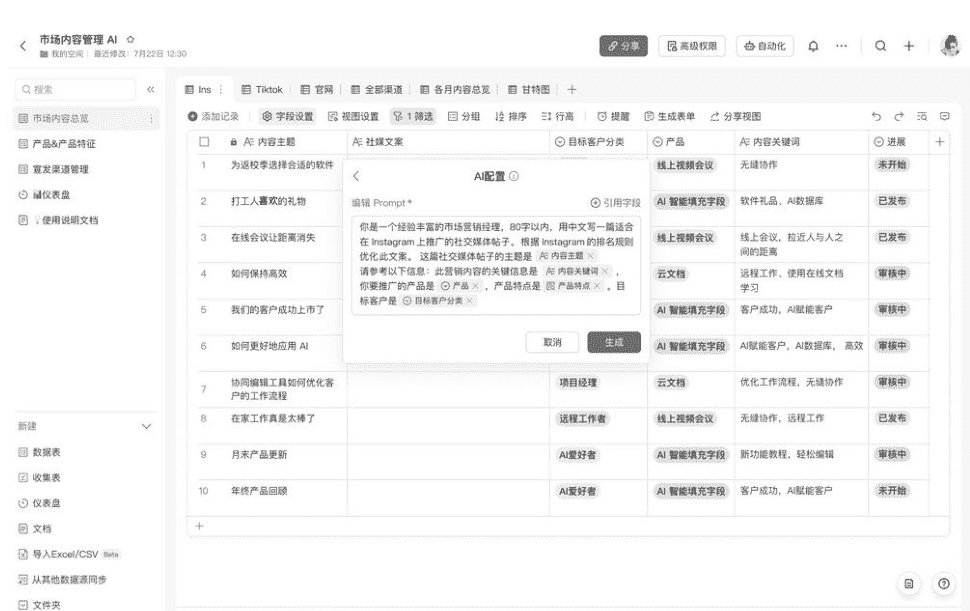 市场内容管理 AI
我的空间 | 最近修改：7月22日 12:30
分享
高级权限
自动化
搜索
市场内容总览
产品&产品特征
宣发渠道管理
仪表盘
使用说明文档
新建
数据表
收集表
仪表盘
文档
导入Excel/CSV Beta
从其他数据源同步
文件夹
Ins Tiktok 官网 全部渠道 各月内容总览 甘特图
添加记录 字段设置 视图设置 1 筛选 分组 排序 行高 提醒 生成表单 分享视图
内容主题 社媒文案 目标客户分类 产品 内容关键词 进展
1 为返校季选择合适的软件 线上视频会议 无缝协作 未开始
2 打工人喜欢的礼物 AI 智能填充字段 软件礼品、AI数据库 已发布
3 在线会议让距离消失 线上视频会议 线上会议，拉近人与人之间的距离 已发布
4 如何保持高效 云文档 远程工作、使用在线文档学习 审核中
5 我们的客户成功上市了 AI 智能填充字段 客户成功，AI赋能客户 审核中
6 如何更好地应用 AI AI 智能填充字段 AI赋能客户，AI数据库， 高效 审核中
7 协同编辑工具如何优化客户的工作流程 项目经理 云文档 优化工作流程，无缝协作 审核中
8 在家工作真是太棒了 远程工作者 线上视频会议 无缝协作，远程工作 已发布
9 月末产品更新 AI爱好者 AI 智能填充字段 新功能教程，轻松编辑 审核中
10 年终产品回顾 AI爱好者 AI 智能填充字段 客户成功，AI赋能客户 未开始
AI配置
编辑 Prompt *
引用字段
你是一个经验丰富的市场营销经理，80字以内，用中文写一篇适合
在 Instagram 上推广的社交媒体帖子。根据 Instagram 的排名规则
优化此文案。 这篇社交媒体帖子的主题是 内容主题
请参考以下信息：此营销内容的关键信息是 内容关键词 ，
你要推广的产品是 产品 ，产品特点是 产品特点 。目
标客户是 目标客户分类
取消
生成